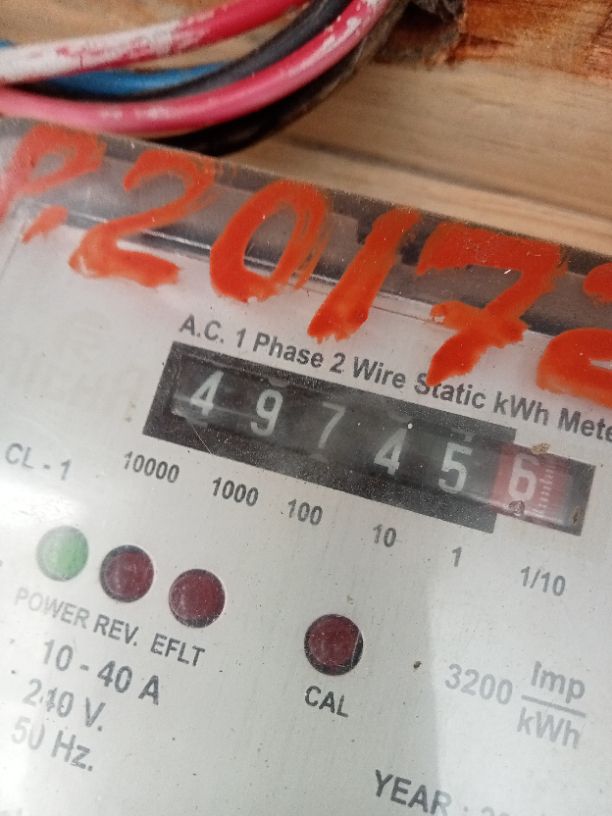 P.20172
A.C. 1 Phase 2 Wire Static kWh Mete
4 9 7 4 5 6
CL - 1 10000 1000 100 10 1 1/10
POWER REV. EFLT
CAL
10 - 40 A
240 V.
50 Hz.
3200 Imp
kWh
YEAR :